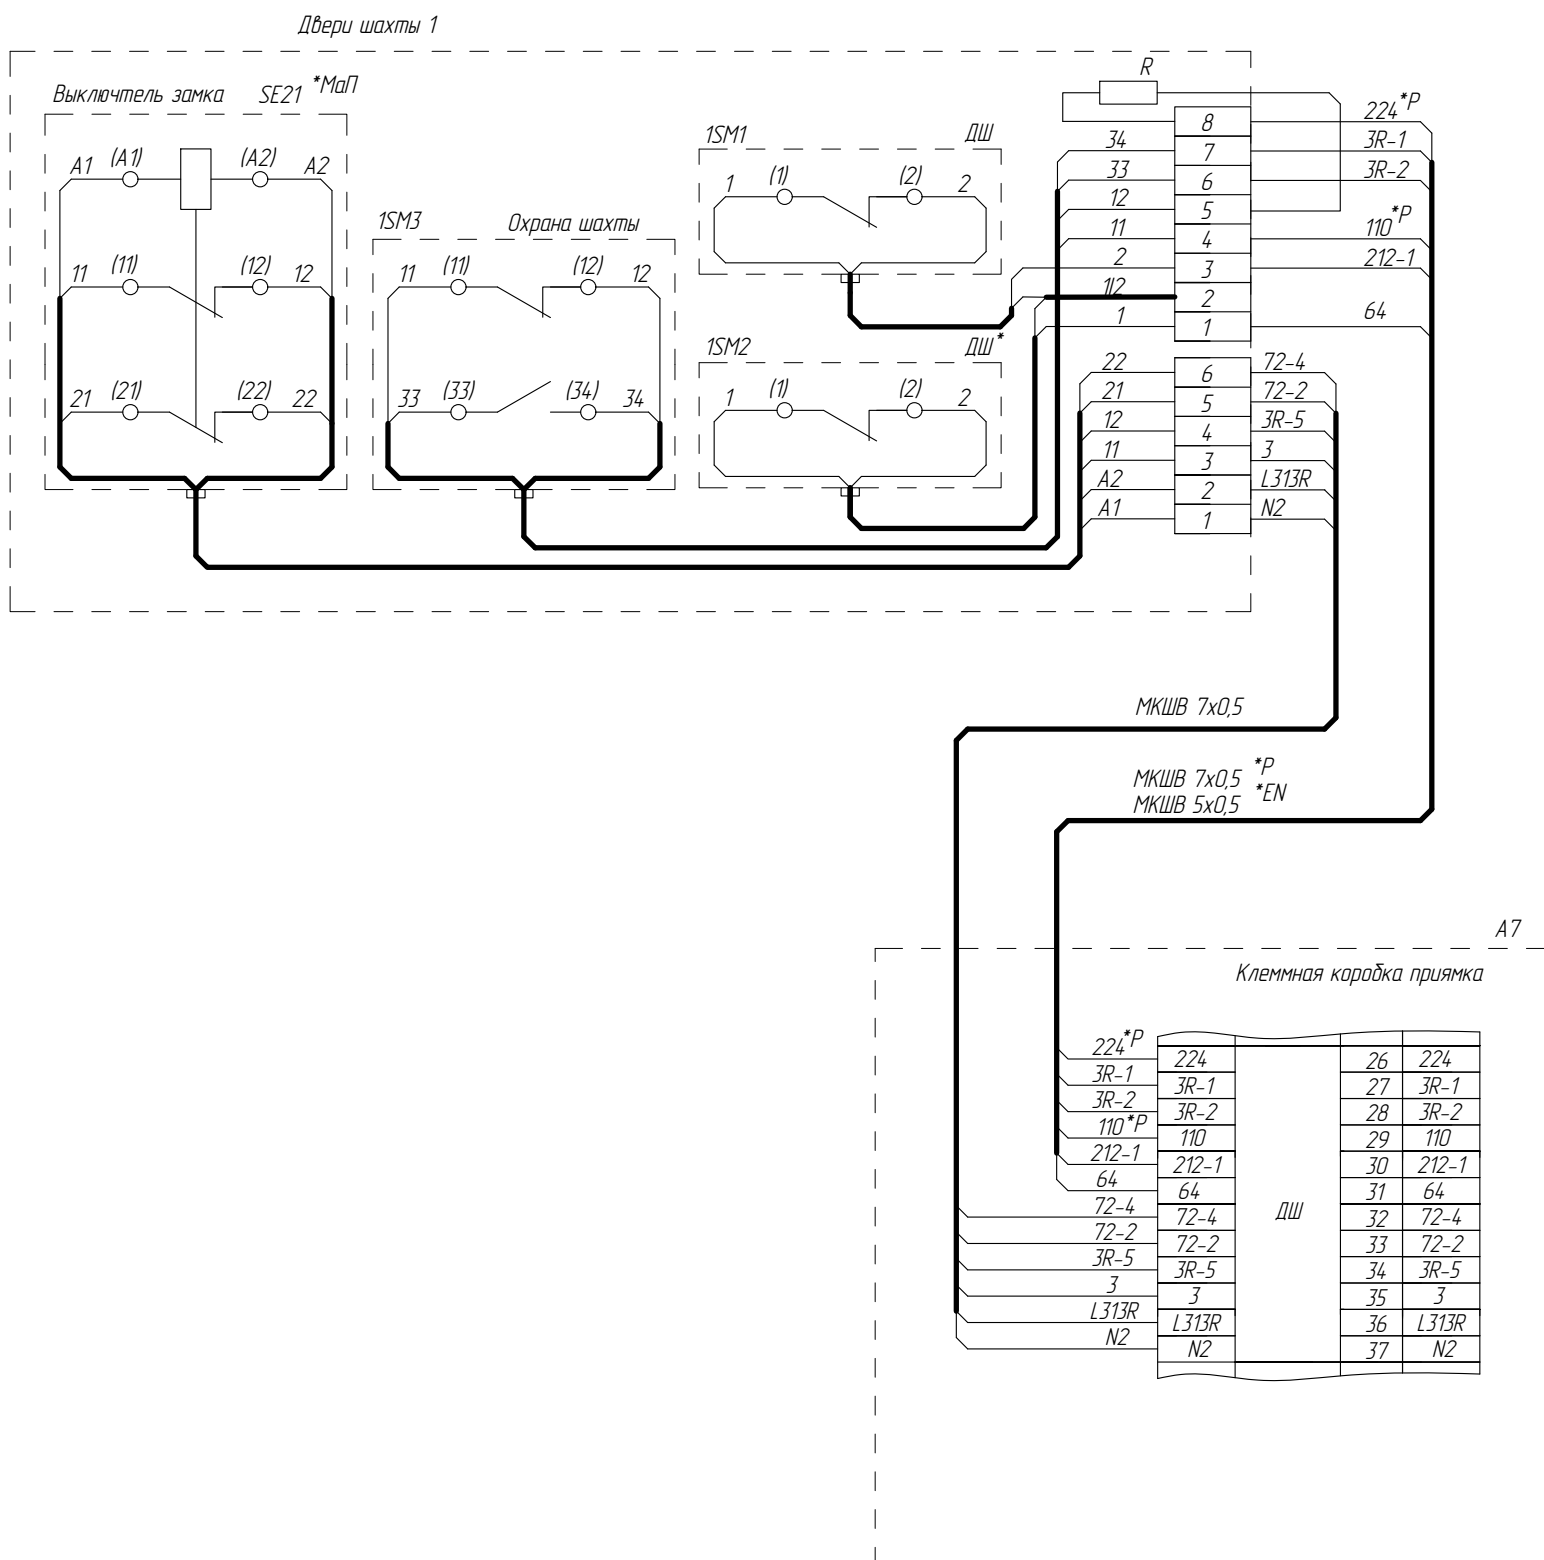 Двери шахты 1
Выключтель замка SE21 *МаП
A1 (A1) (A2) A2
11 (11) (12) 12
21 (21) (22) 22
1SM3 Охрана шахты
11 (11) (12) 12
33 (33) (34) 34
1SM1 ДШ
1 (1) (2) 2
1SM2 ДШ*
1 (1) (2) 2
R
8 224*P
34 7 3R-1
33 6 3R-2
12 5
11 4 110*P
2 3 212-1
1/2 2
1 1 64
22 6 72-4
21 5 72-2
12 4 3R-5
11 3 3
A2 2 L313R
A1 1 N2
МКШВ 7x0,5
МКШВ 7x0,5 *P
МКШВ 5x0,5 *EN
A7
Клеммная коробка приямка
224*P 224 26 224
3R-1 3R-1 27 3R-1
3R-2 3R-2 28 3R-2
110*P 110 29 110
212-1 212-1 30 212-1
64 64 31 64
ДШ
72-4 72-4 32 72-4
72-2 72-2 33 72-2
3R-5 3R-5 34 3R-5
3 3 35 3
L313R L313R 36 L313R
N2 N2 37 N2